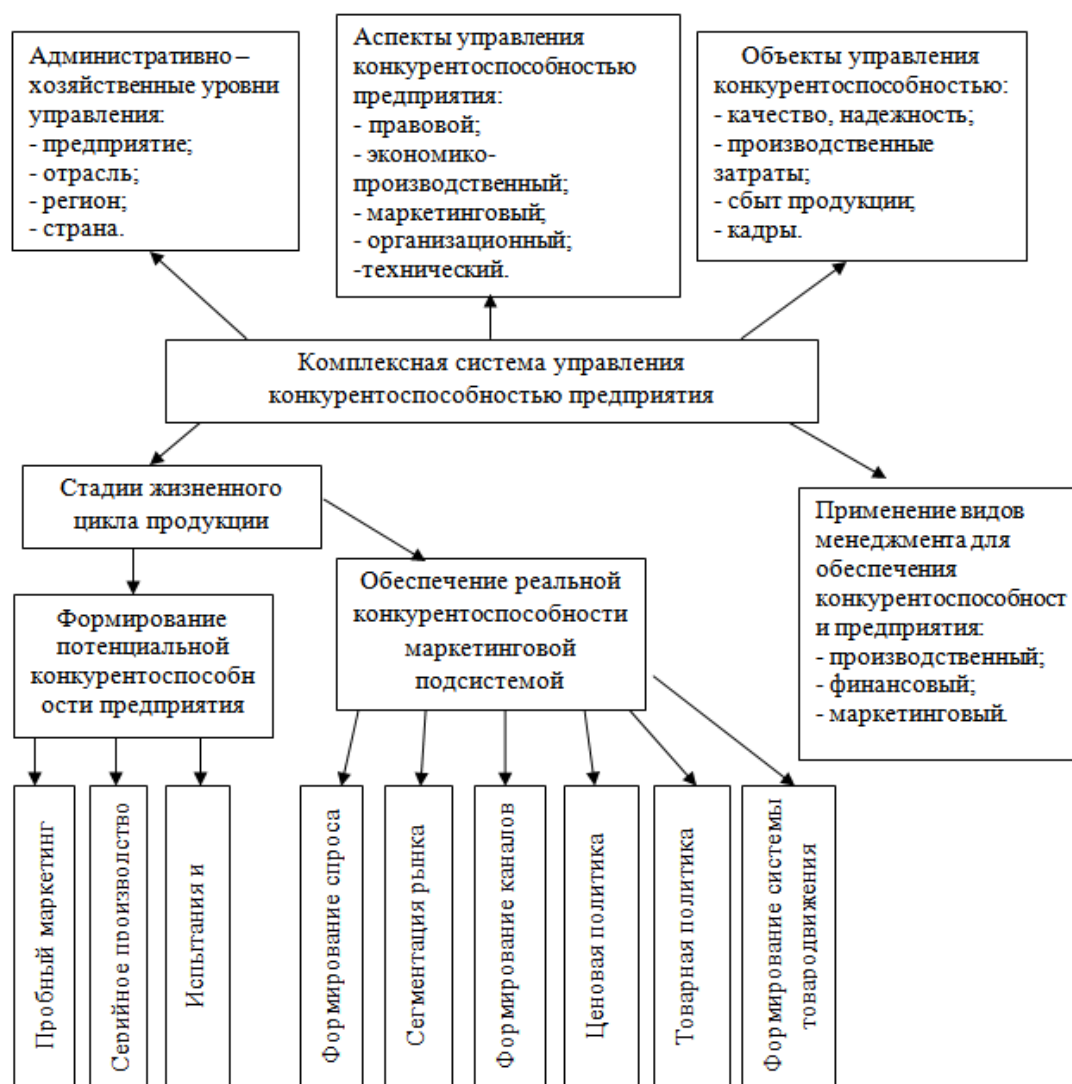 Административно –
хозяйственные уровни
управления:
- предприятие;
- отрасль;
- регион;
- страна.
Аспекты управления
конкурентоспособностью
предприятия:
- правовой;
- экономико-
производственный;
- маркетинговый;
- организационный;
-технический.
Объекты управления
конкурентоспособностью:
- качество, надежность;
- производственные
затраты;
- сбыт продукции;
- кадры.
Комплексная система управления
конкурентоспособностью предприятия
Стадии жизненного
цикла продукции
Применение видов
менеджмента для
обеспечения
конкурентоспособност
и предприятия:
- производственный;
- финансовый;
- маркетинговый.
Обеспечение реальной
конкурентоспособности
маркетинговой
подсистемой
Формирование
потенциальной
конкурентоспособн
ости предприятия
Пробный маркетинг
Серийное произволство
Испытания и
Формирование спроса
Сегментация рынка
Формирование каналов
Ценовая политика
Товарная политика
Формирование системы
товародвижения